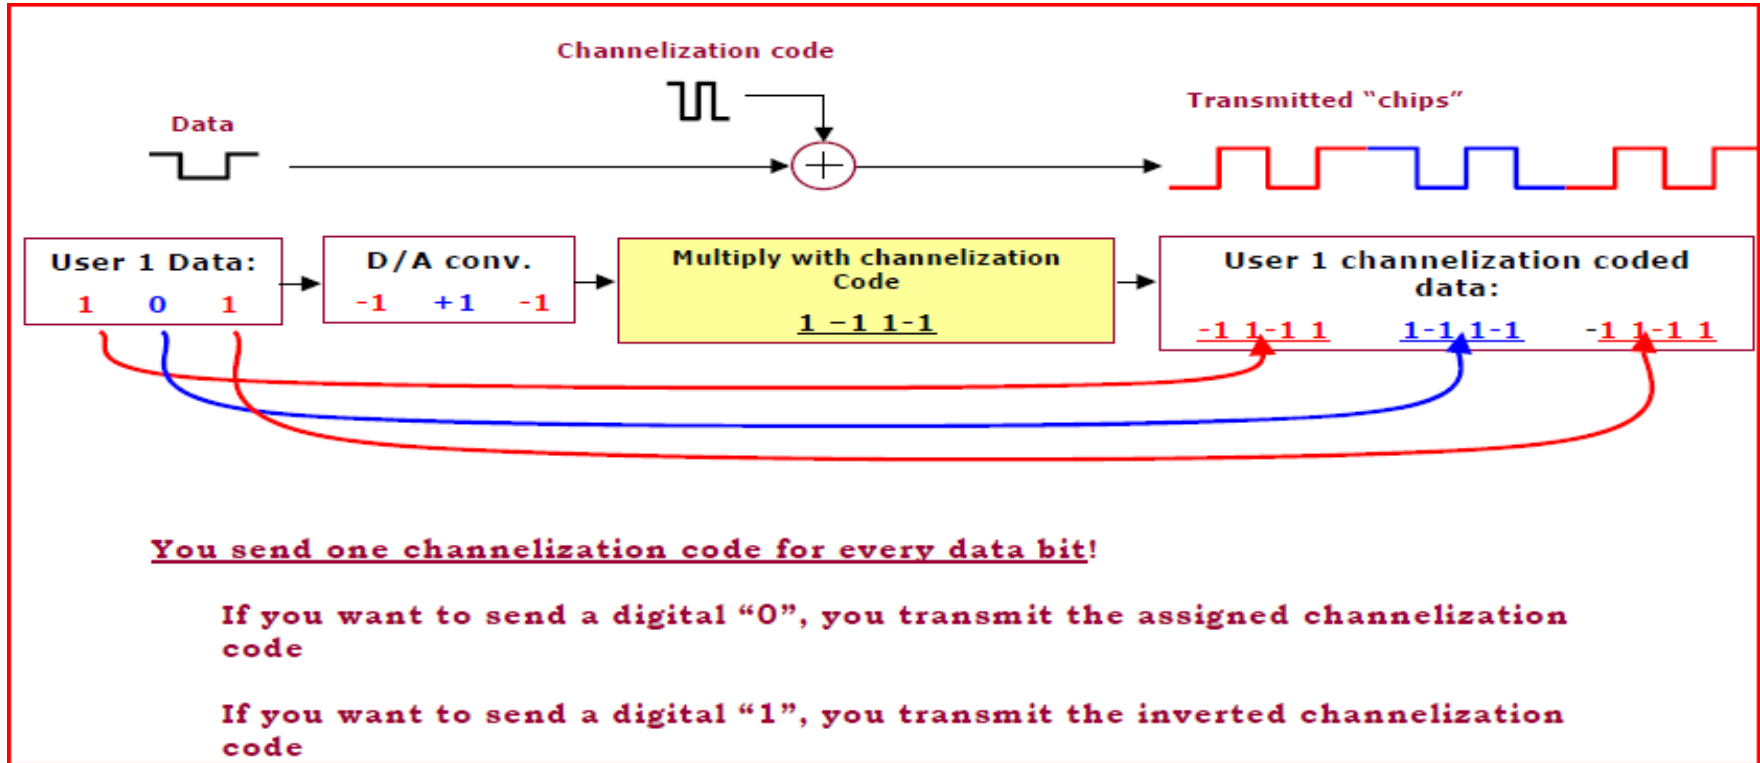 Channelization code
Transmitted “chips”
Data
User 1 Data:
1 0 1
D/A conv.
-1 +1 -1
Multiply with channelization
Code
1 –1 1-1
User 1 channelization coded
data:
-1 1-1 1 1-1 1-1 -1 1-1 1
You send one channelization code for every data bit!
If you want to send a digital “0”, you transmit the assigned channelization
code
If you want to send a digital “1”, you transmit the inverted channelization
code